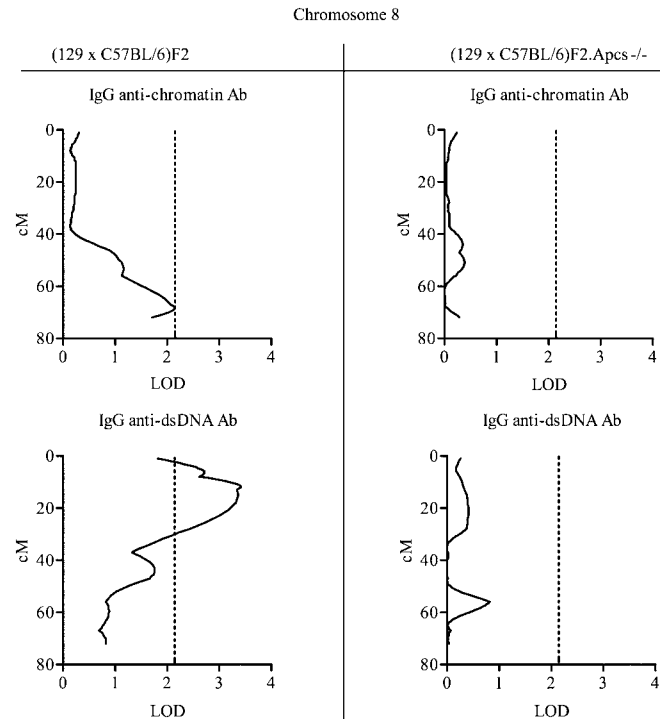 Chromosome 8
(129 x C57BL/6)F2
(129 x C57BL/6)F2.Apcs -/-
IgG anti-chromatin Ab
IgG anti-chromatin Ab
0
20
40
60
80
cM
0 1 2 3 4
LOD
0
20
40
60
80
cM
0 1 2 3 4
LOD
IgG anti-dsDNA Ab
IgG anti-dsDNA Ab
0
20
40
60
80
cM
0 1 2 3 4
LOD
0
20
40
60
80
cM
0 1 2 3 4
LOD